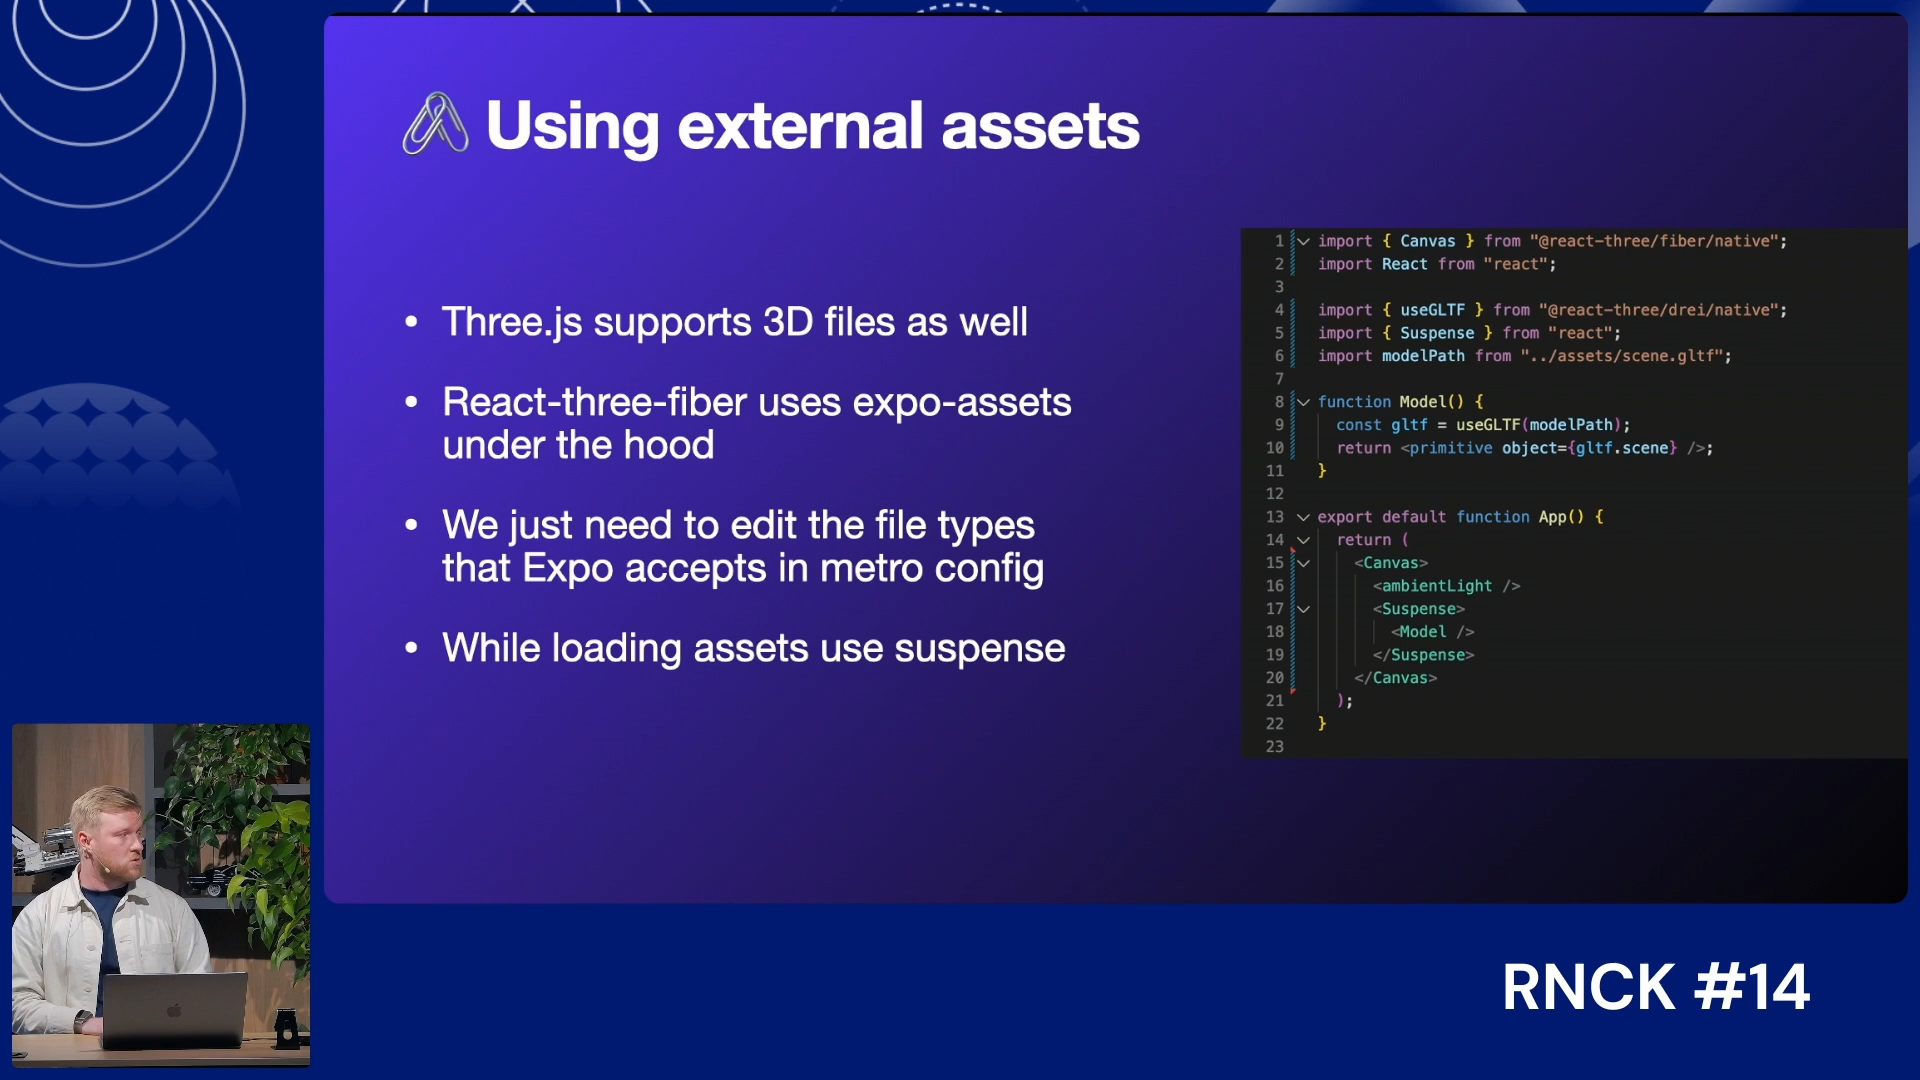 Using external assets
• Three.js supports 3D files as well
• React-three-fiber uses expo-assets
under the hood
• We just need to edit the file types
that Expo accepts in metro config
• While loading assets use suspense
1 import { Canvas } from "@react-three/fiber/native";
2 import React from "react";
3
4 import { useGLTF } from "@react-three/drei/native";
5 import { Suspense } from "react";
6 import modelPath from "../assets/scene.gltf";
7
8 function Model() {
9 const gltf = useGLTF(modelPath);
10 return <primitive object={gltf.scene} />;
11 }
12
13 export default function App() {
14 return (
15 <Canvas>
16 <ambientLight />
17 <Suspense>
18 <Model />
19 </Suspense>
20 </Canvas>
21 );
22 }
23
RNCK #14